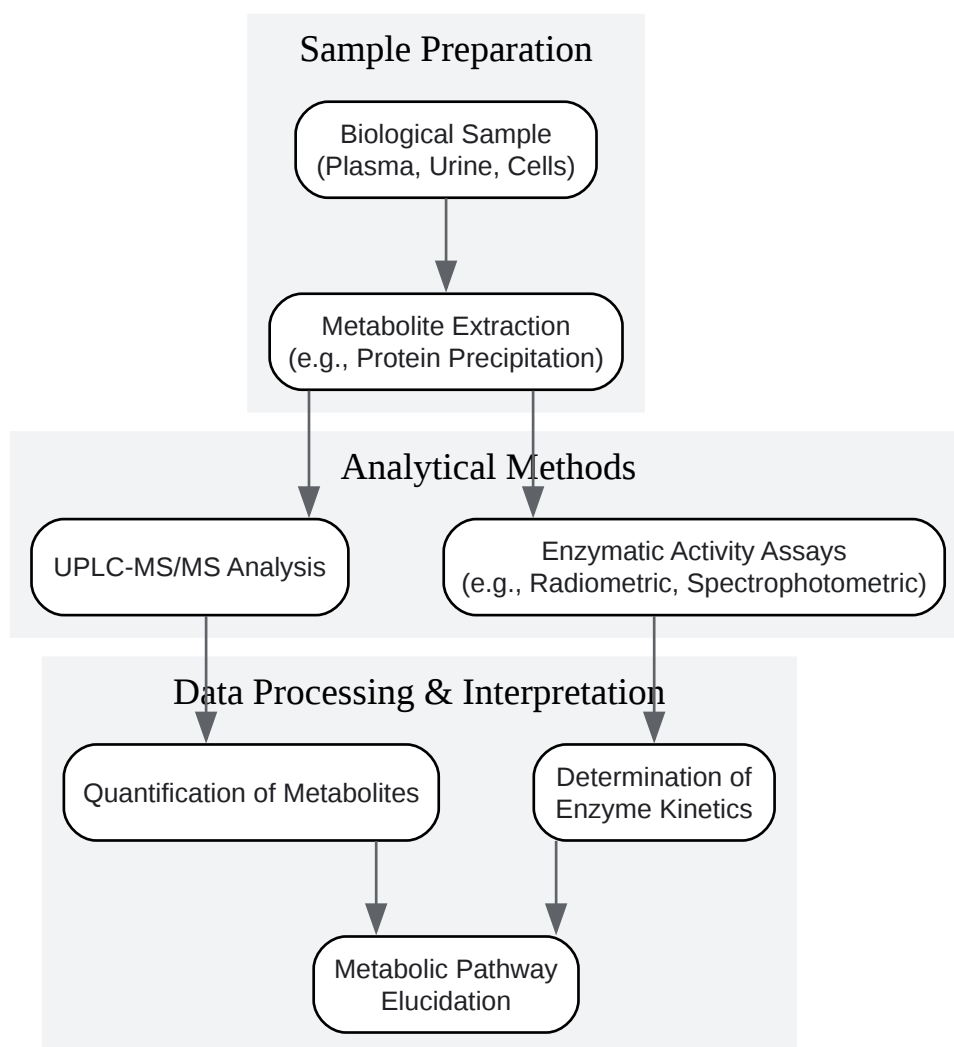 Sample Preparation
Biological Sample
(Plasma, Urine, Cells)
Metabolite Extraction
(e.g., Protein Precipitation)
Analytical Methods
UPLC-MS/MS Analysis
Enzymatic Activity Assays
(e.g., Radiometric, Spectrophotometric)
Data Processing & Interpretation
Quantification of Metabolites
Determination of
Enzyme Kinetics
Metabolic Pathway
Elucidation